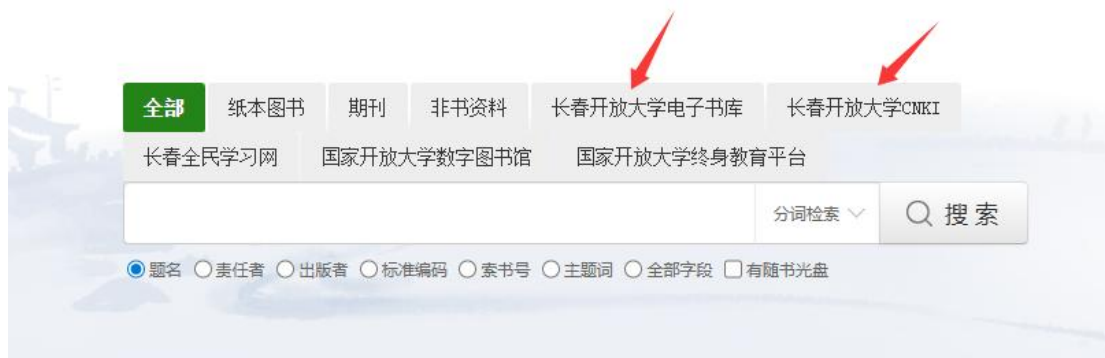 全部 纸本图书 期刊 非书资料 长春开放大学电子书库 长春开放大学CNKI
长春全民学习网 国家开放大学数字图书馆 国家开放大学终身教育平台
分词检索 搜索
题名 责任者 出版者 标准编码 索书号 主题词 全部字段 有随书光盘